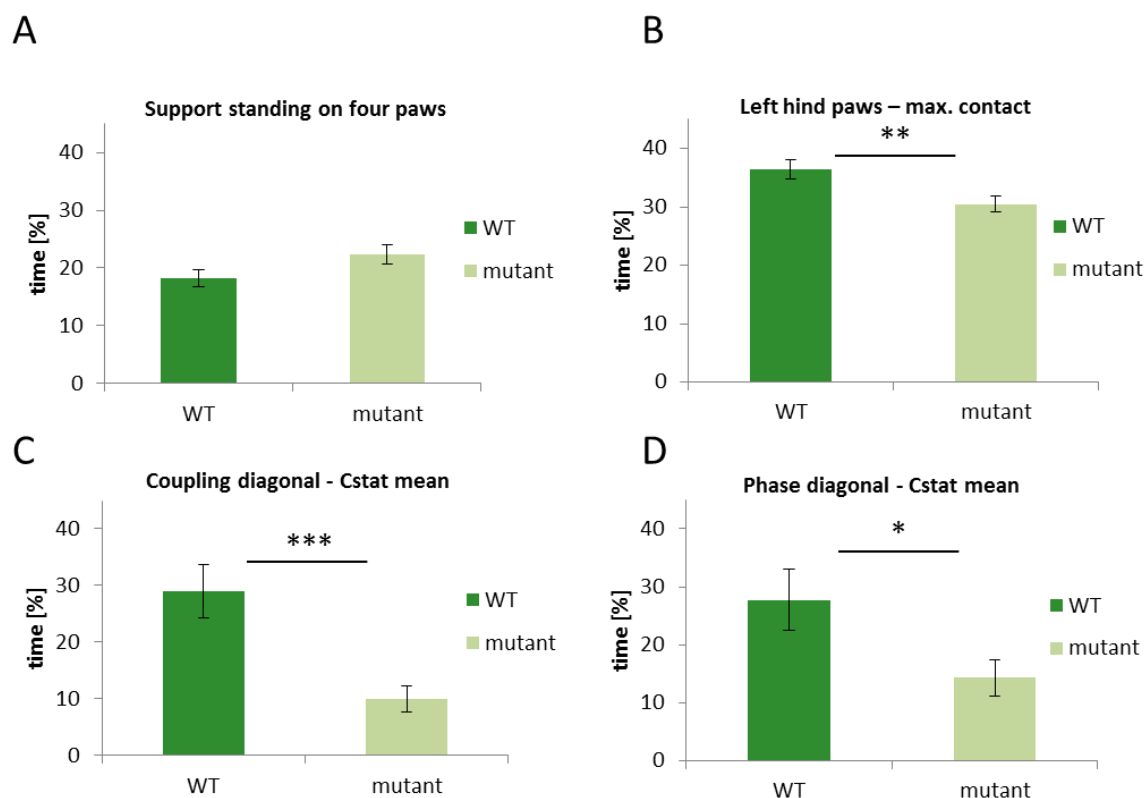 A
Support standing on four paws
time [%]
40
30
20
10
0
WT
mutant
WT
mutant
B
Left hind paws – max. contact
**
time [%]
40
30
20
10
0
WT
mutant
WT
mutant
C
Coupling diagonal - Cstat mean
***
time [%]
40
30
20
10
0
WT
mutant
WT
mutant
D
Phase diagonal - Cstat mean
*
time [%]
40
30
20
10
0
WT
mutant
WT
mutant